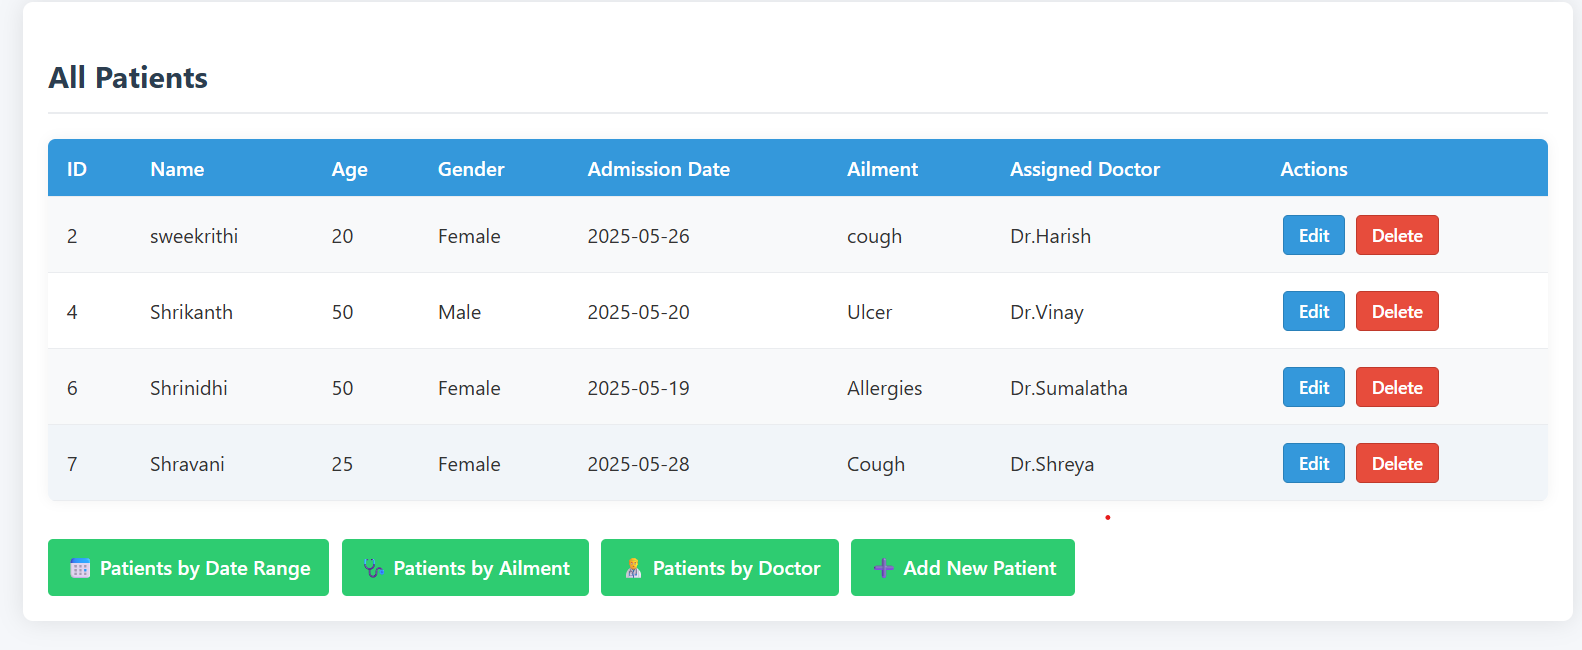 All Patients
ID Name Age Gender Admission Date Ailment Assigned Doctor Actions
2 sweekrithi 20 Female 2025-05-26 cough Dr.Harish Edit Delete
4 Shrikanth 50 Male 2025-05-20 Ulcer Dr.Vinay Edit Delete
6 Shrinidhi 50 Female 2025-05-19 Allergies Dr.Sumalatha Edit Delete
7 Shravani 25 Female 2025-05-28 Cough Dr.Shreya Edit Delete
Patients by Date Range Patients by Ailment Patients by Doctor Add New Patient